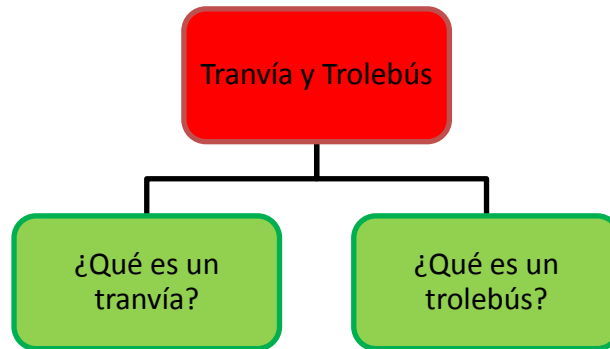 Tranvía y Trolebús
¿Qué es un
tranvía?
¿Qué es un
trolebús?